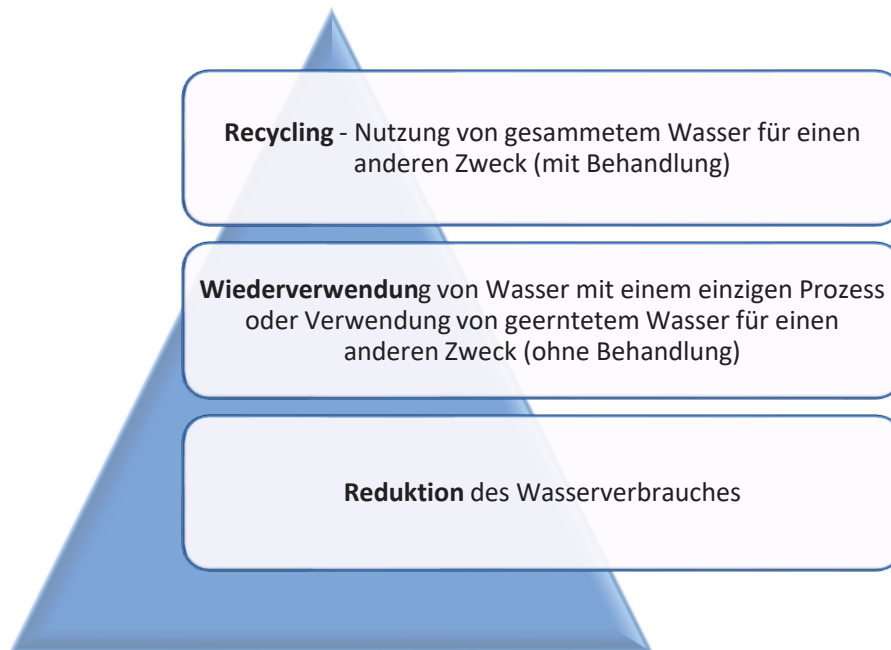 Recycling - Nutzung von gesammetem Wasser für einen
anderen Zweck (mit Behandlung)
Wiederverwendung von Wasser mit einem einzigen Prozess
oder Verwendung von geerntetem Wasser für einen
anderen Zweck (ohne Behandlung)
Reduktion des Wasserverbrauches